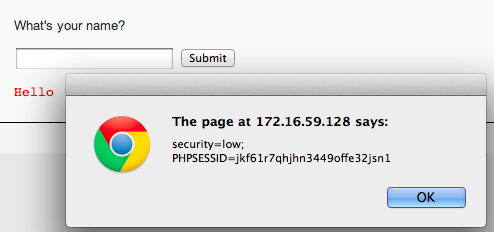 What's your name?
Submit
Hello
The page at 172.16.59.128 says:
security=low;
PHPSESSID=jkf61r7qhjhn3449offe32jsn1
OK